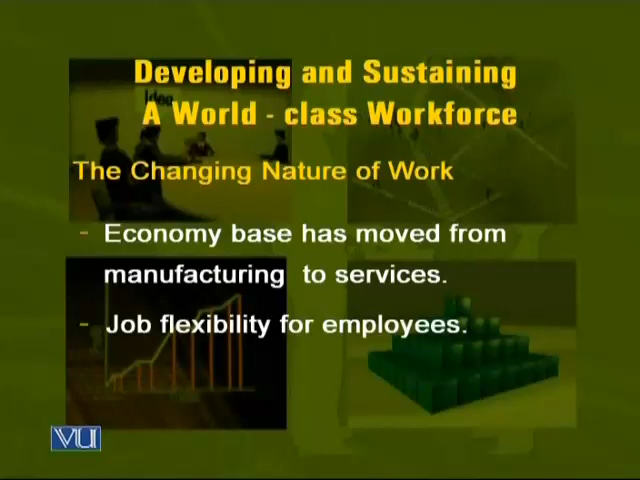 Developing and Sustaining
A World - class Workforce
Idea
The Changing Nature of Work
- Economy base has moved from
manufacturing to services.
- Job flexibility for employees.
VU